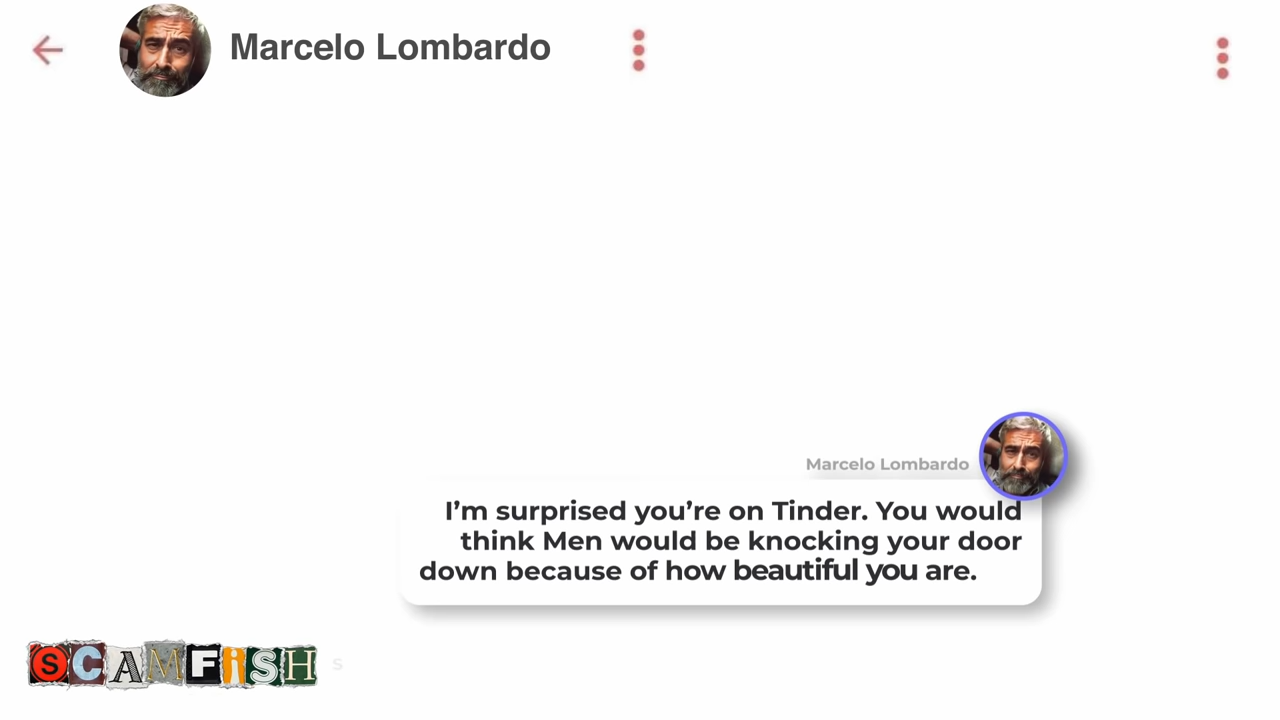 Marcelo Lombardo
Marcelo Lombardo
I’m surprised you’re on Tinder. You would
think Men would be knocking your door
down because of how beautiful you are.
SCAMFiSH
s